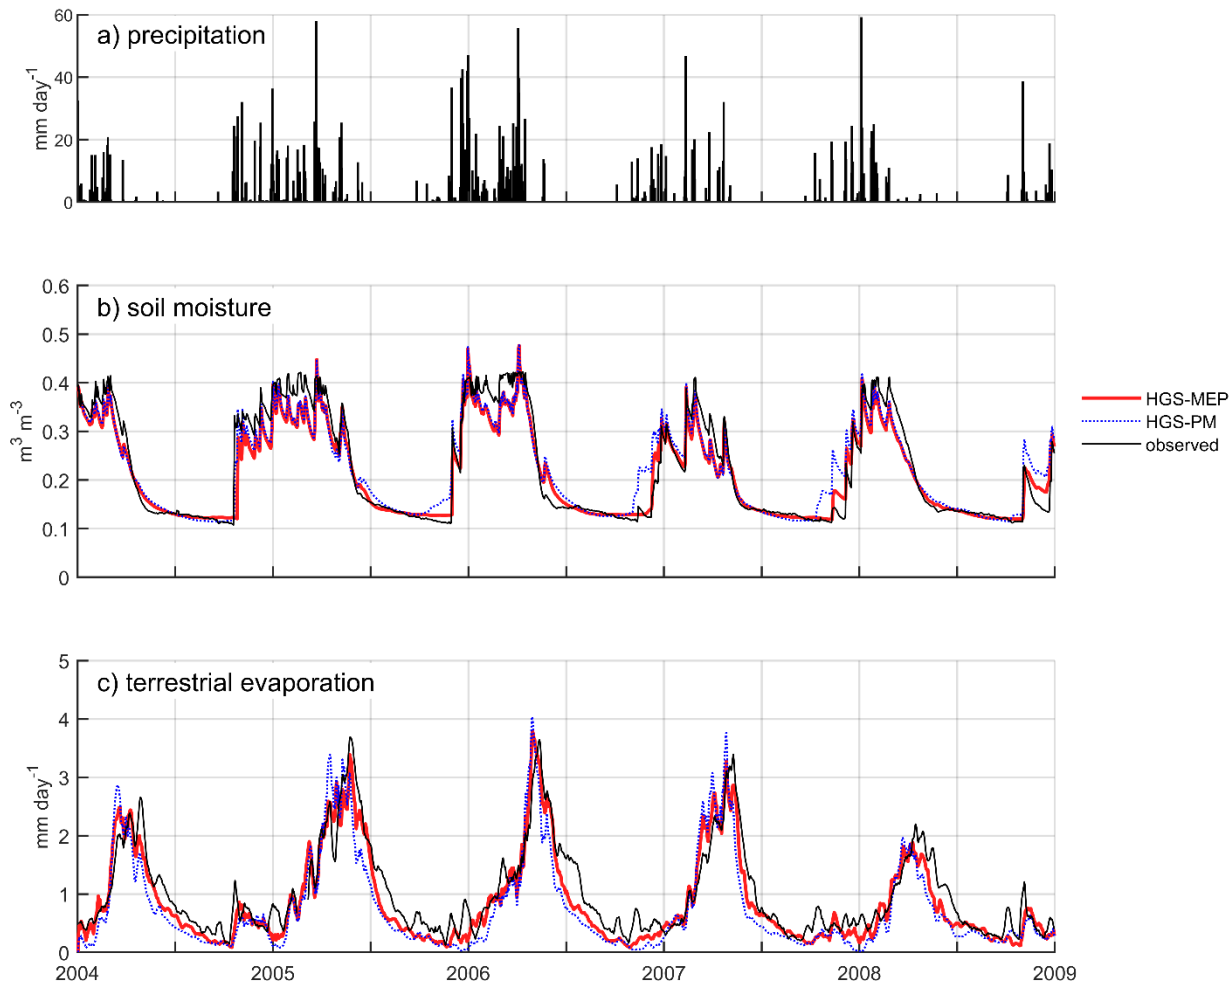 a) precipitation
60
40
20
0
mm day-1
b) soil moisture
0.6
0.5
0.4
0.3
0.2
0.1
0
m3 m-3
HGS-MEP
HGS-PM
observed
c) terrestrial evaporation
5
4
3
2
1
0
mm day-1
2004 2005 2006 2007 2008 2009